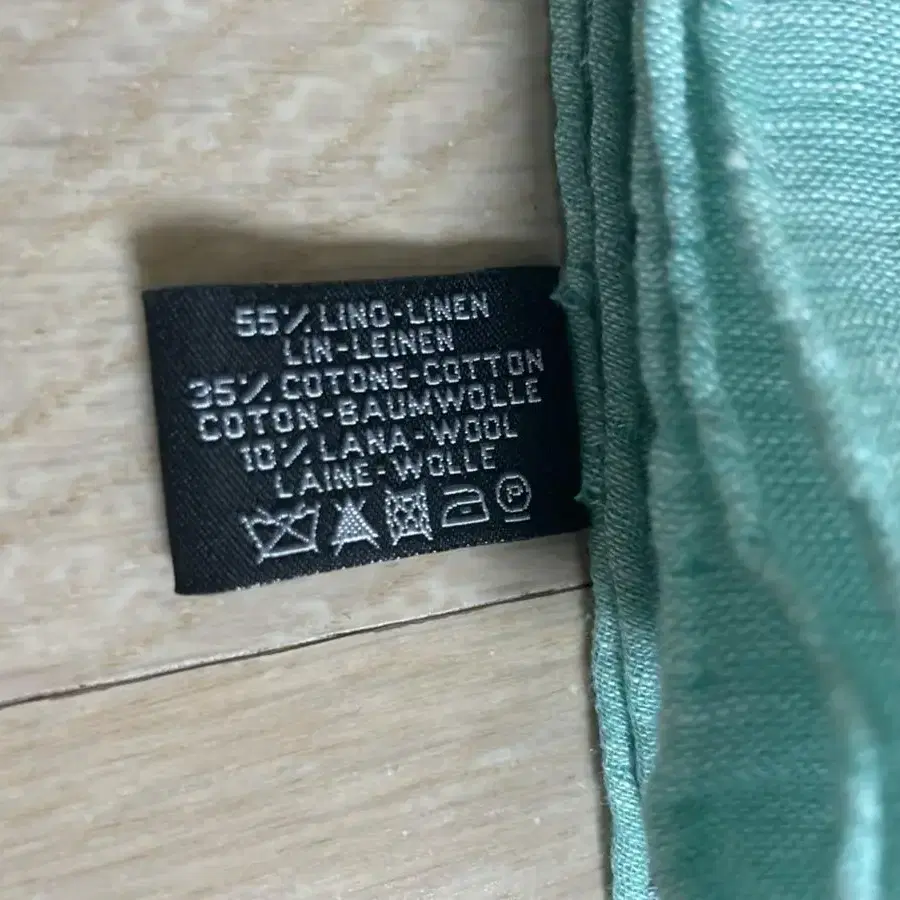 55% LINO-LINEN
LIN-LEINEN
35% COTONE-COTTON
COTON-BAUMWOLLE
10% LANA-WOOL
LAINE-WOLLE
P